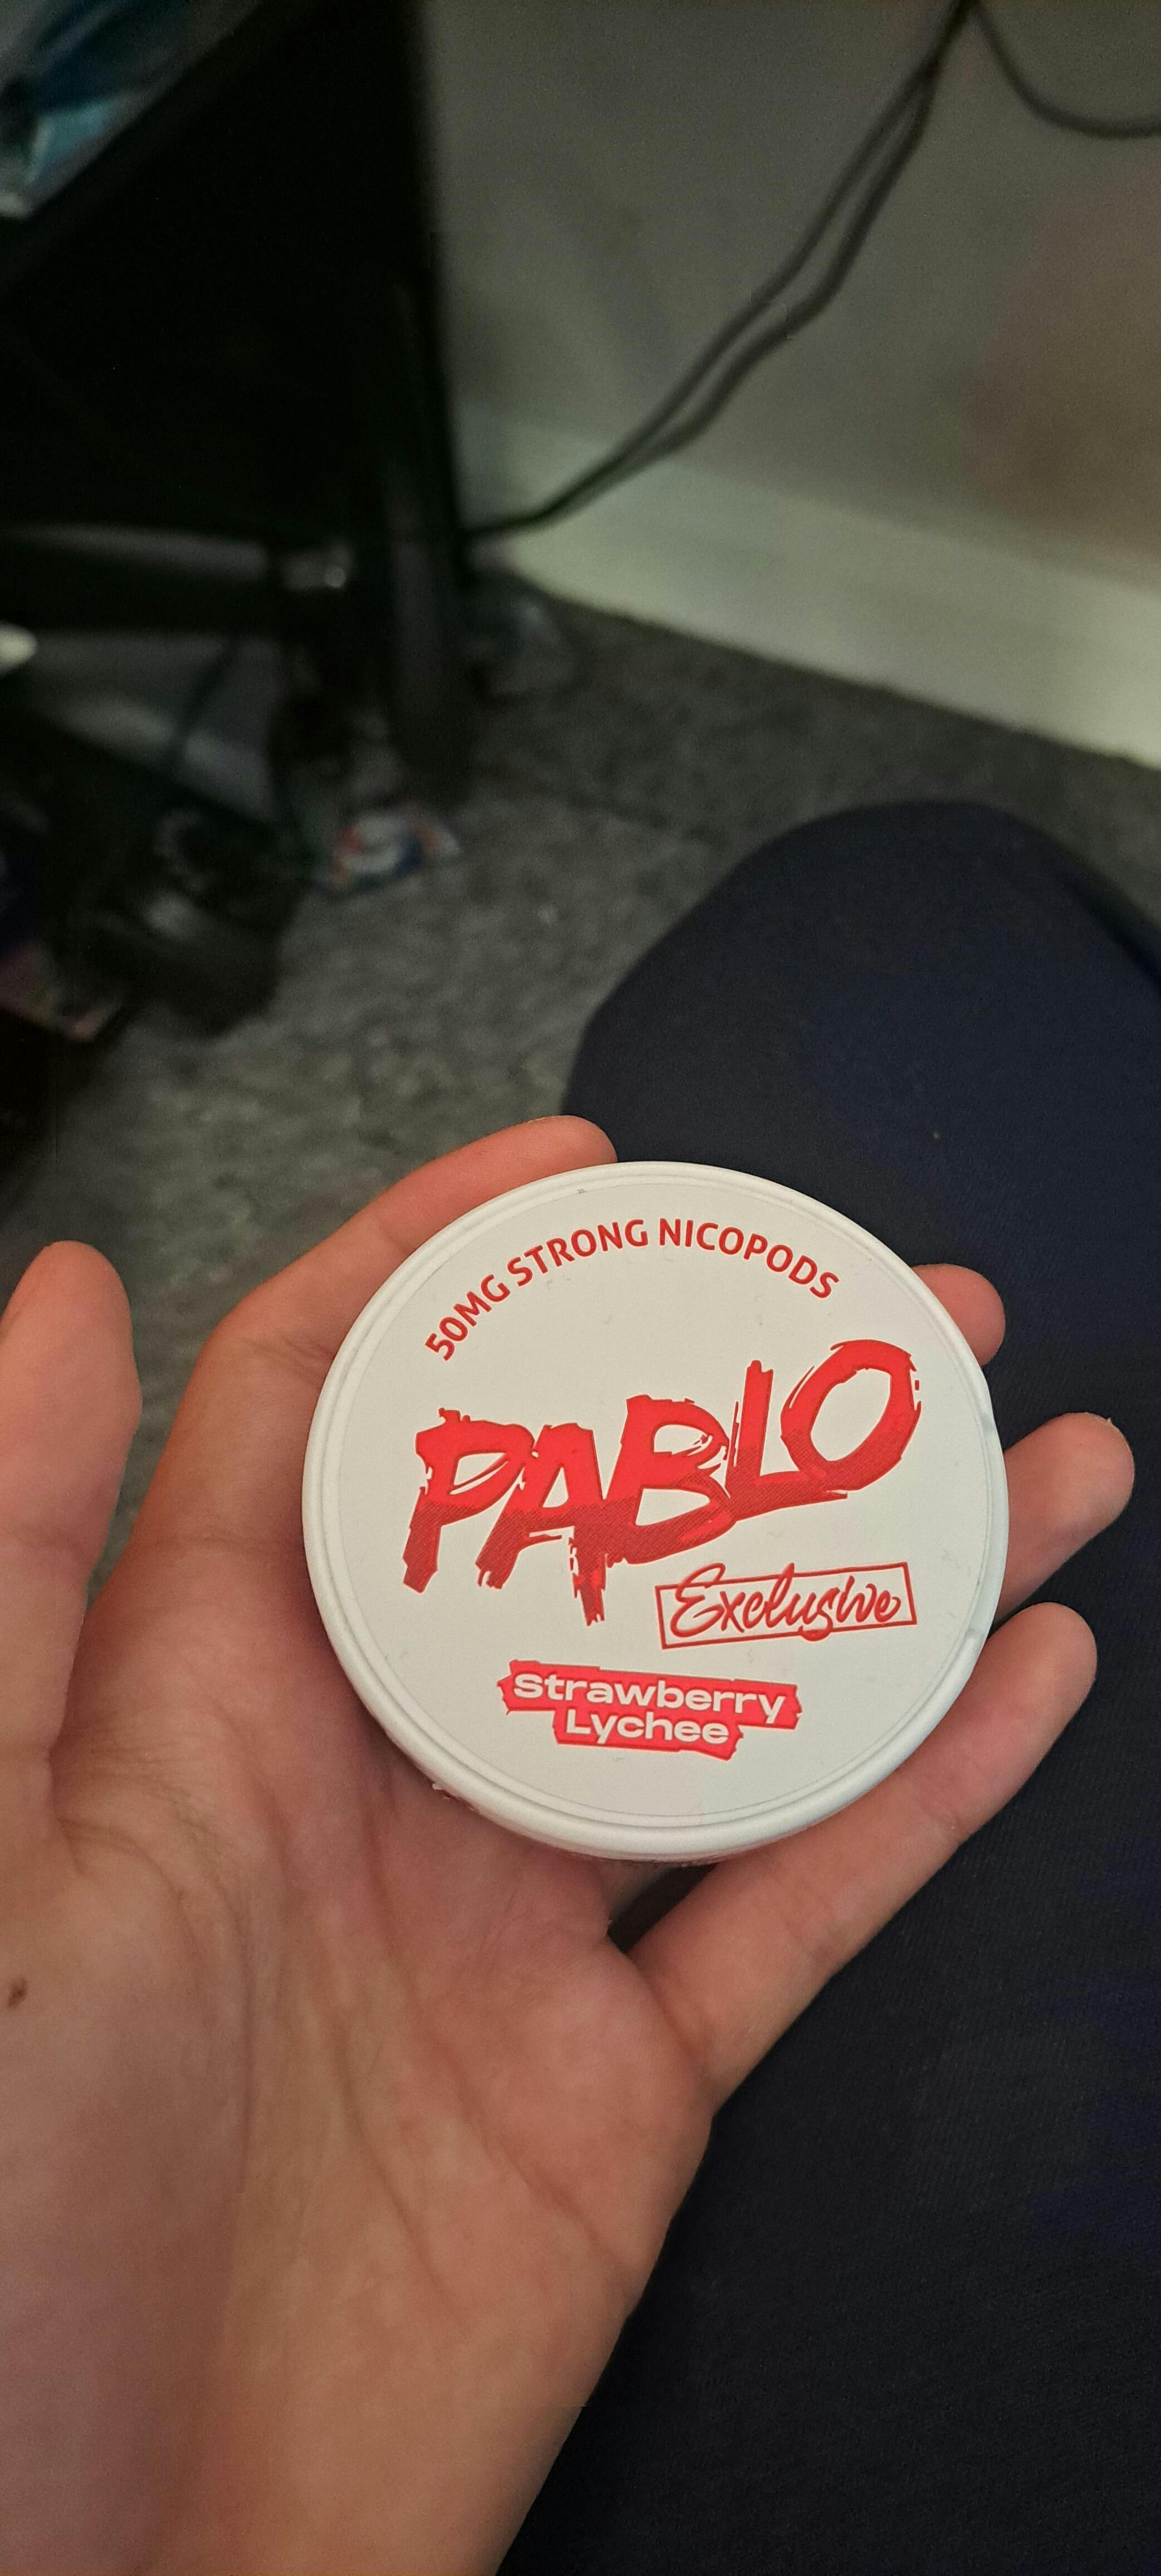 50MG STRONG NICOPODS
PABLO
Exclusive
Strawberry
Lychee